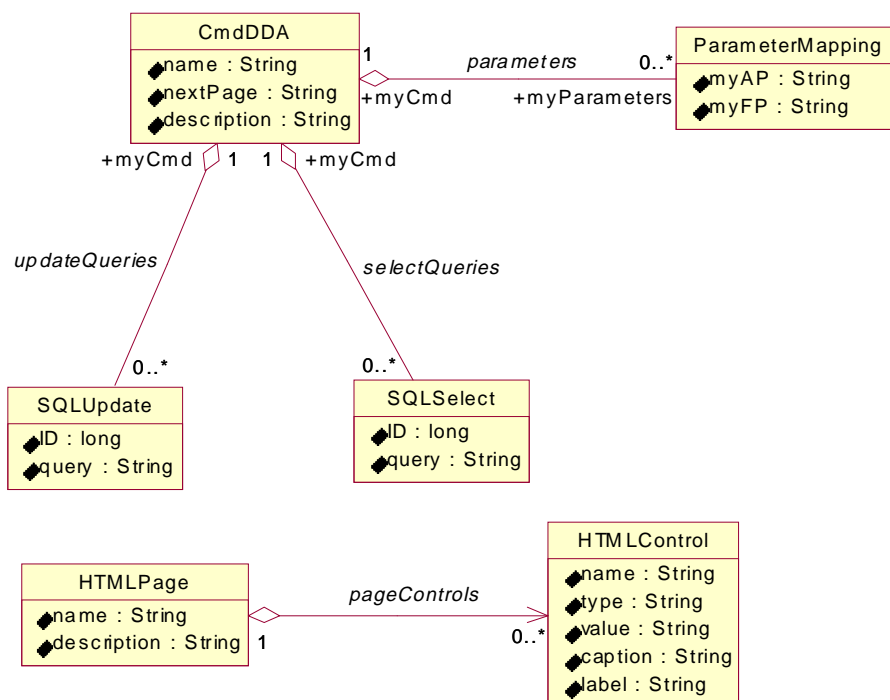 CmdDDA
name : String
nextPage : String
description : String
1
parameters
0..*
+myCmd
+myParameters
ParameterMapping
myAP : String
myFP : String
+myCmd
1
1
+myCmd
updateQueries
selectQueries
0..*
0..*
SQLUpdate
ID : long
query : String
SQLSelect
ID : long
query : String
HTMLPage
name : String
description : String
pageControls
1
0..*
HTMLControl
name : String
type : String
value : String
caption : String
label : String